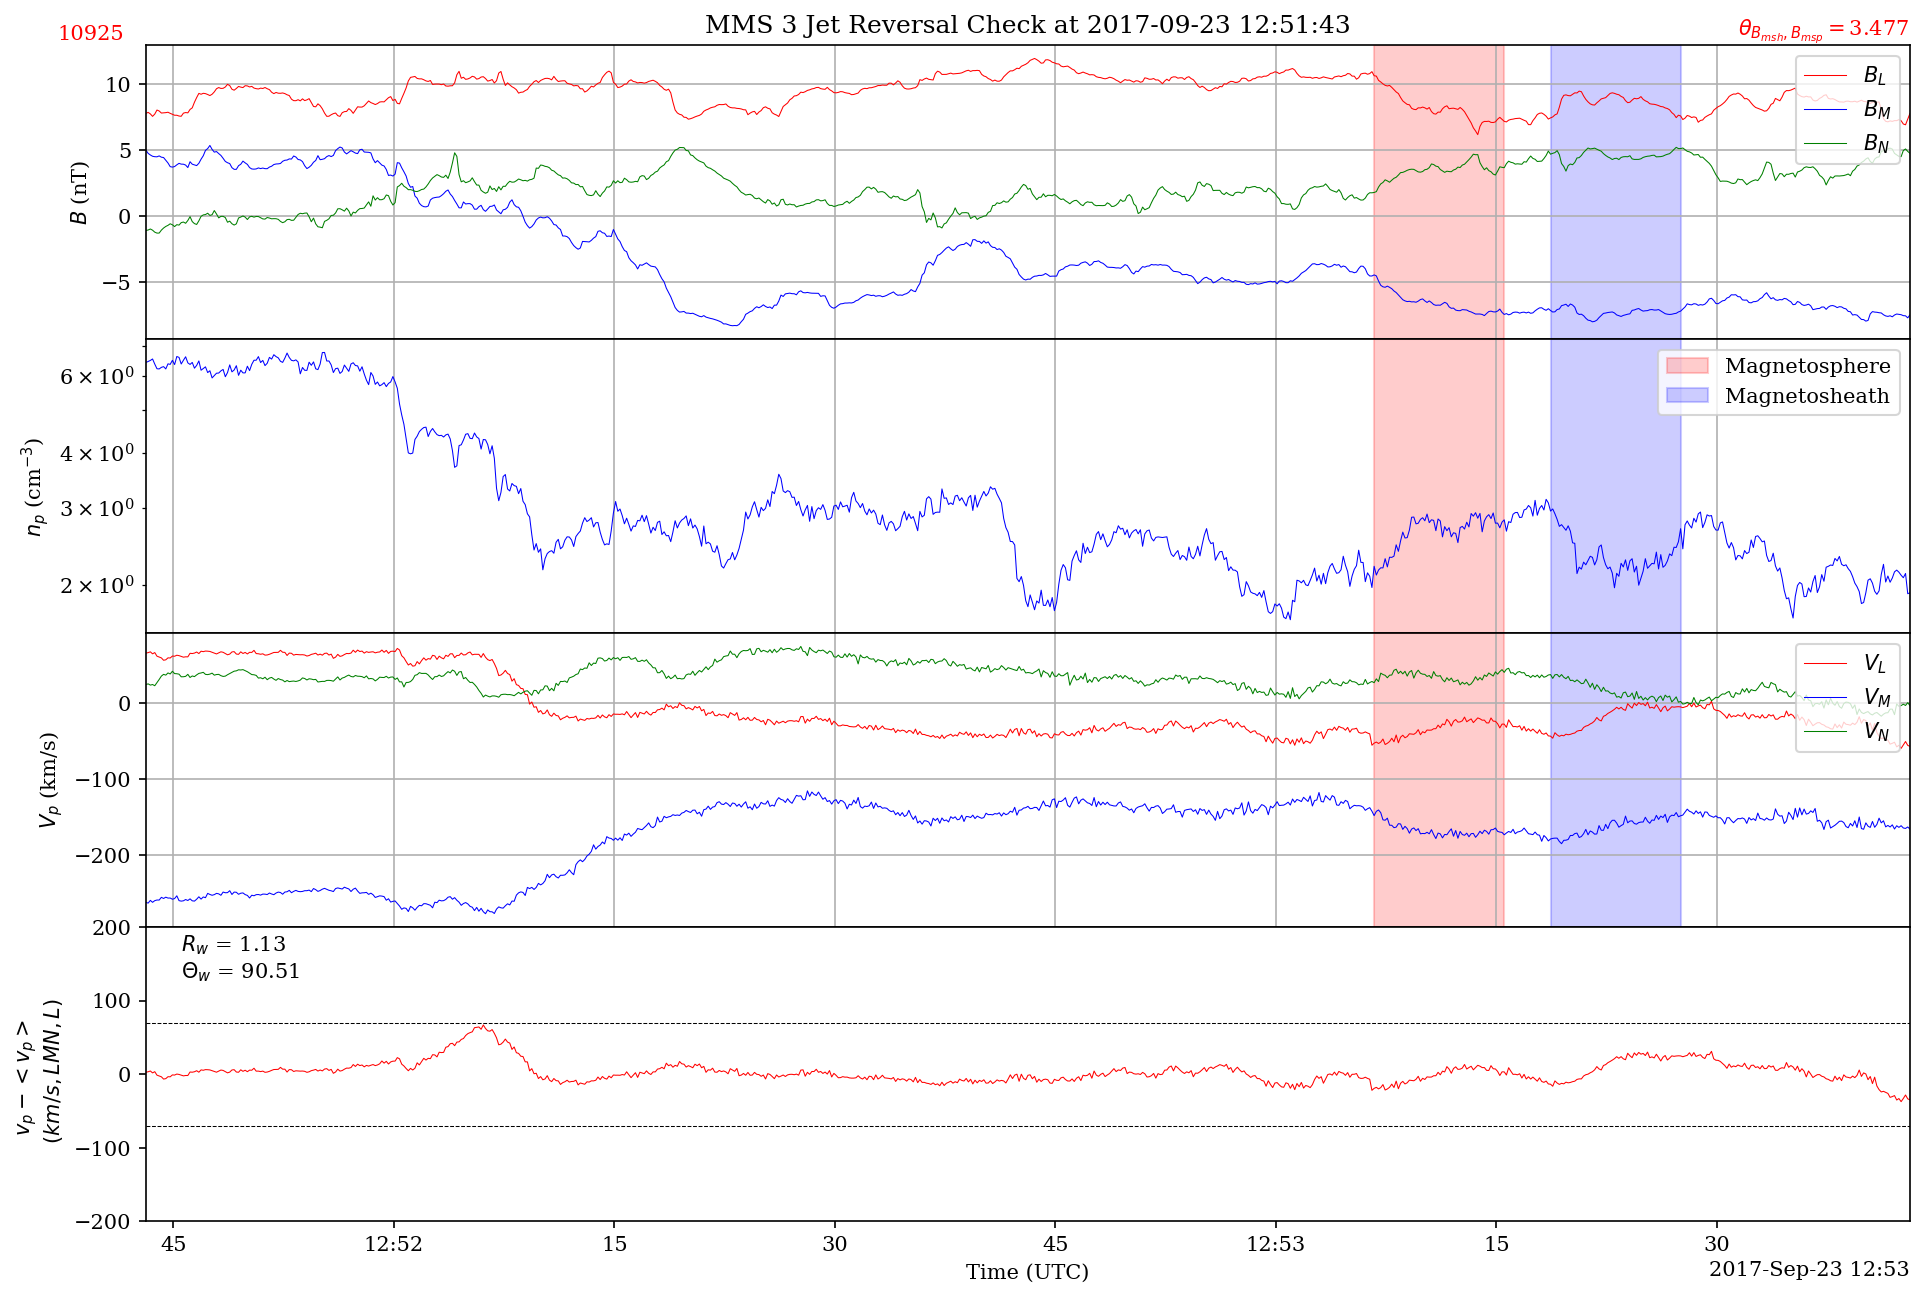 MMS 3 Jet Reversal Check at 2017-09-23 12:51:43
10925
θ_{B_{msh}, B_{msp}} = 3.477
10
5
0
−5
B (nT)
B_L
B_M
B_N
6 × 10^0
4 × 10^0
3 × 10^0
2 × 10^0
n_p (cm^{−3})
Magnetosphere
Magnetosheath
0
−100
−200
V_p (km/s)
V_L
V_M
V_N
200
100
0
−100
−200
v_p − < v_p >
(km/s, LMN, L)
R_w = 1.13
Θ_w = 90.51
45
12:52
15
30
45
12:53
15
30
Time (UTC)
2017-Sep-23 12:53